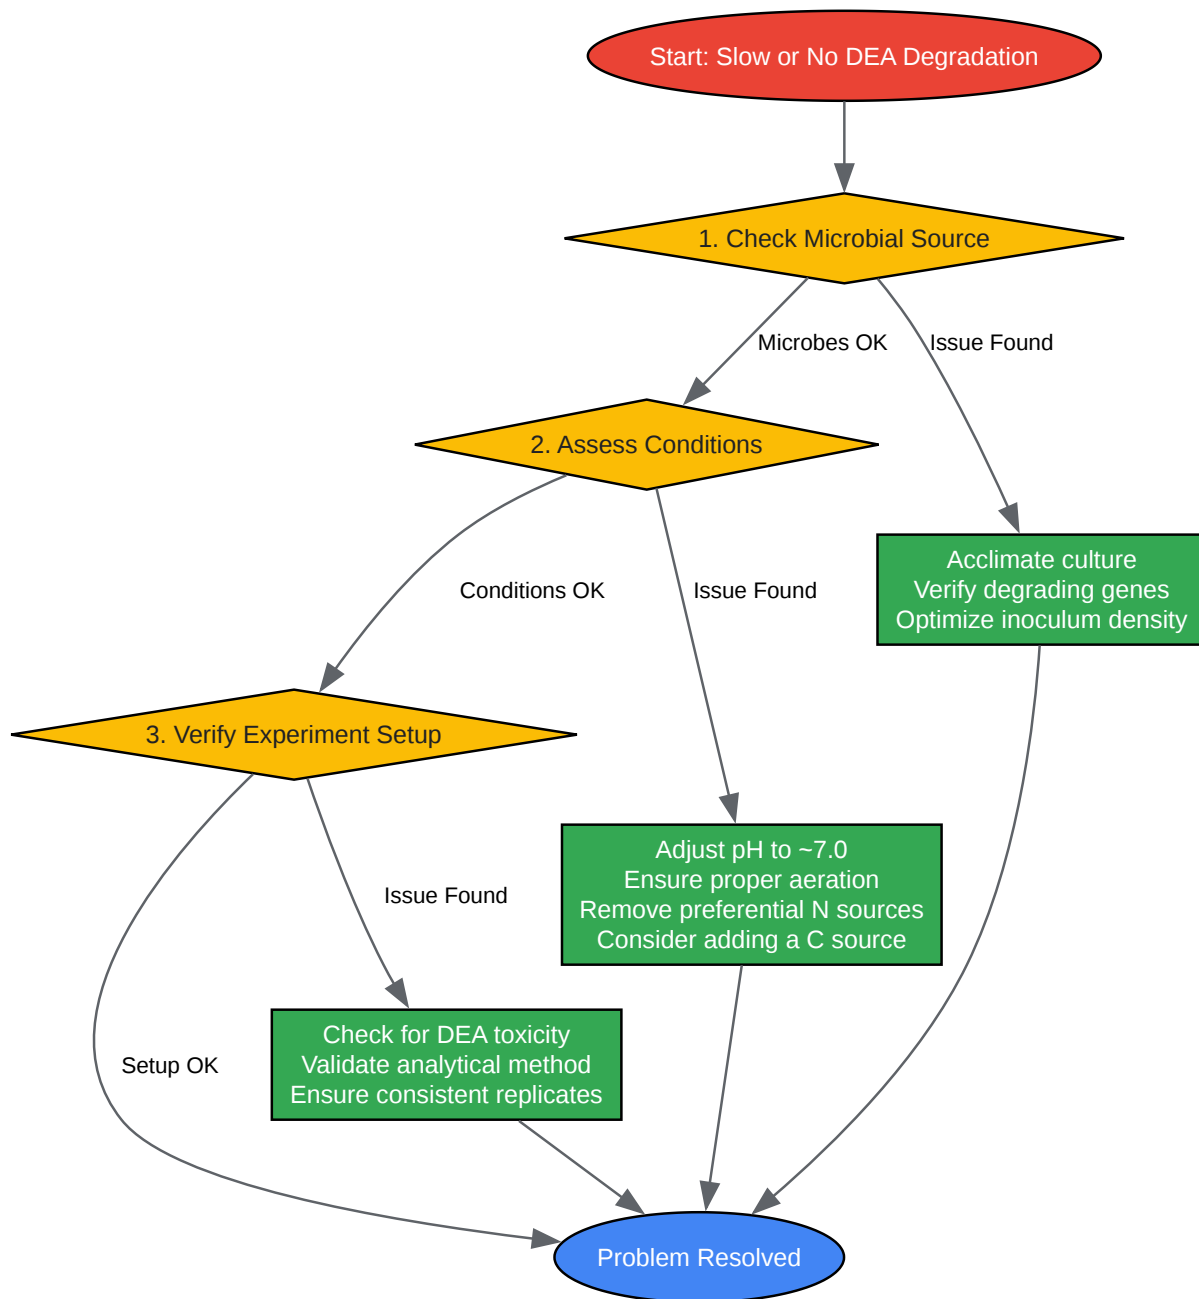 Start: Slow or No DEA Degradation
1. Check Microbial Source
Microbes OK
Issue Found
2. Assess Conditions
Conditions OK
Issue Found
Acclimate culture
Verify degrading genes
Optimize inoculum density
3. Verify Experiment Setup
Adjust pH to ~7.0
Ensure proper aeration
Remove preferential N sources
Consider adding a C source
Issue Found
Setup OK
Check for DEA toxicity
Validate analytical method
Ensure consistent replicates
Problem Resolved